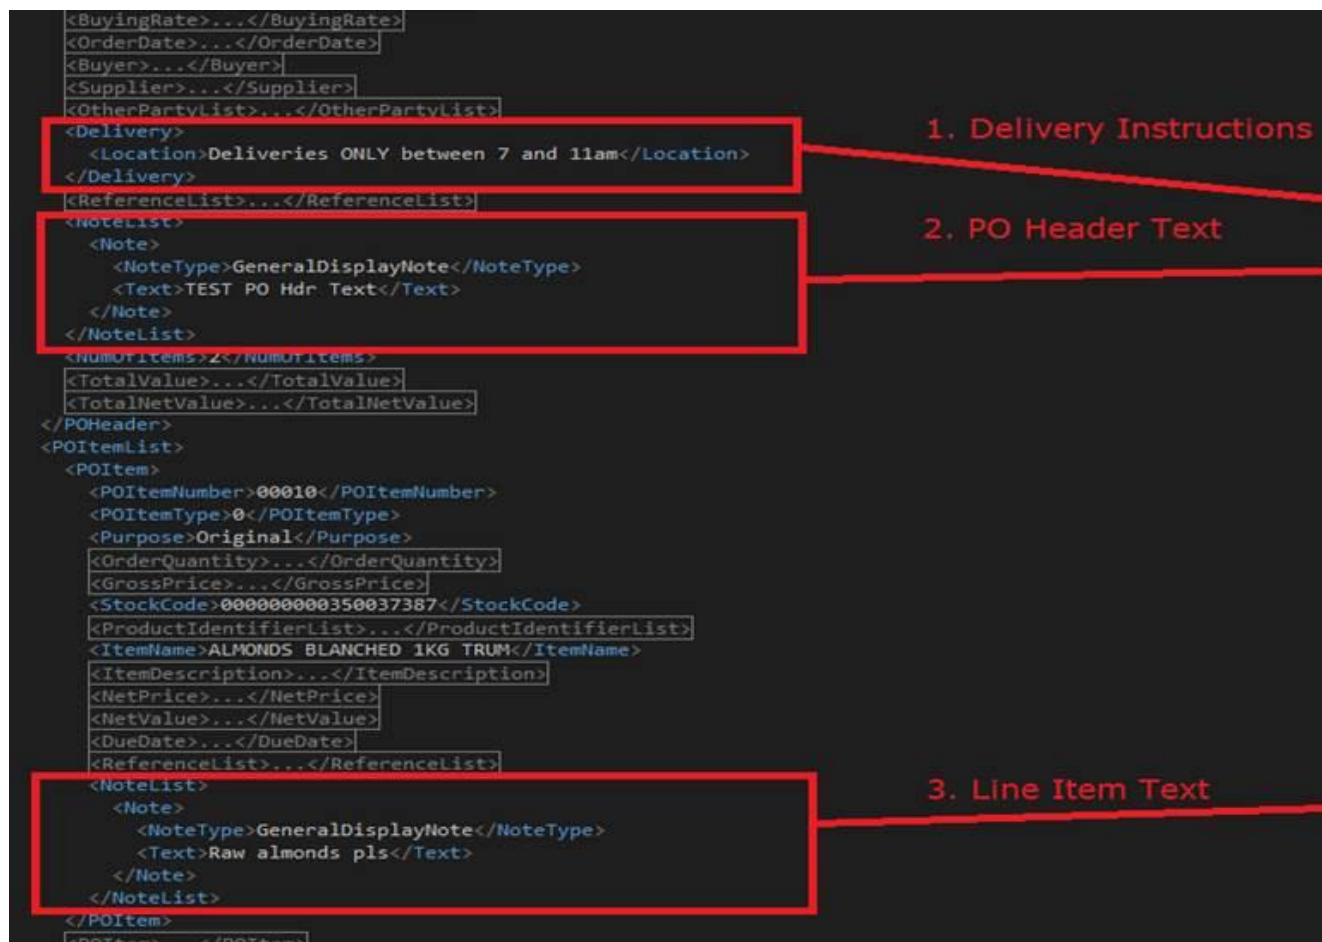 <BuyingRate>...</BuyingRate>
<OrderDate>...</OrderDate>
<Buyer>...</Buyer>
<Supplier>...</Supplier>
<OtherPartyList>...</OtherPartyList>
<Delivery>
1. Delivery Instructions
<Location>Deliveries ONLY between 7 and 11am</Location>
</Delivery>
<ReferenceList>...</ReferenceList>
<NoteList>
2. PO Header Text
<Note>
<NoteType>GeneralDisplayNote</NoteType>
<Text>TEST PO Hdr Text</Text>
</Note>
</NoteList>
<NumOfItems>2</NumOfItems>
<TotalValue>...</TotalValue>
<TotalNetValue>...</TotalNetValue>
</POHeader>
<POItemList>
<POItem>
<POItemNumber>00010</POItemNumber>
<POItemType>0</POItemType>
<Purpose>Original</Purpose>
<OrderQuantity>...</OrderQuantity>
<GrossPrice>...</GrossPrice>
<StockCode>000000000350037387</StockCode>
<ProductIdentifierList>...</ProductIdentifierList>
<ItemName>ALMONDS BLANCHED 1KG TRUM</ItemName>
<ItemDescription>...</ItemDescription>
<NetPrice>...</NetPrice>
<NetValue>...</NetValue>
<DueDate>...</DueDate>
<ReferenceList>...</ReferenceList>
<NoteList>
3. Line Item Text
<Note>
<NoteType>GeneralDisplayNote</NoteType>
<Text>Raw almonds pls</Text>
</Note>
</NoteList>
</POItem>
<POItem>...</POItem>